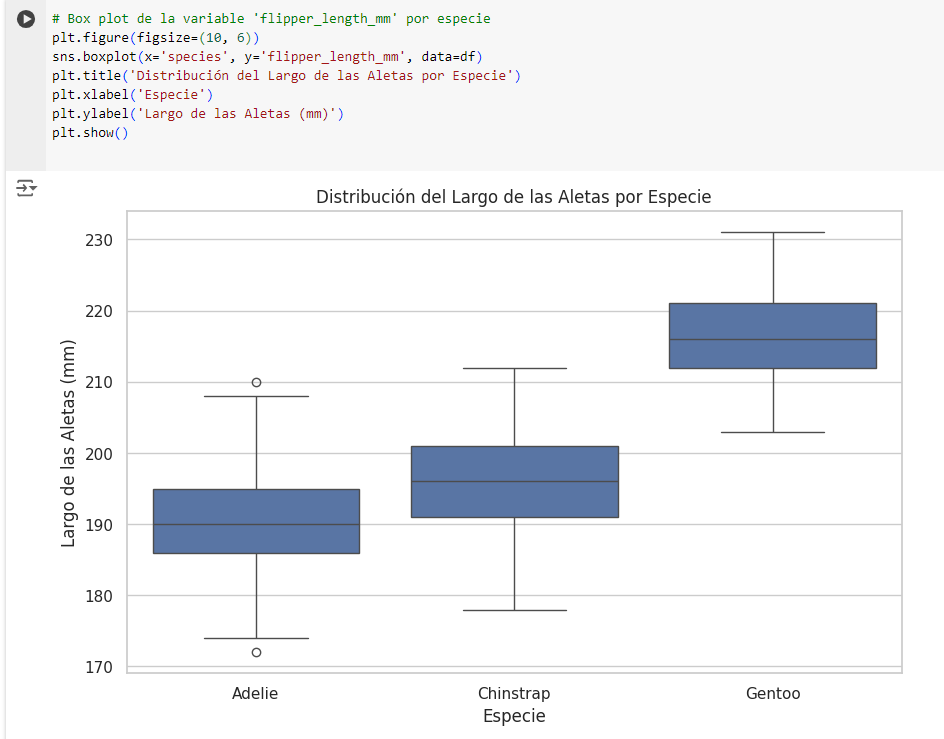 # Box plot de la variable 'flipper_length_mm' por especie
plt.figure(figsize=(10, 6))
sns.boxplot(x='species', y='flipper_length_mm', data=df)
plt.title('Distribución del Largo de las Aletas por Especie')
plt.xlabel('Especie')
plt.ylabel('Largo de las Aletas (mm)')
plt.show()
Distribución del Largo de las Aletas por Especie
Largo de las Aletas (mm)
230
220
210
200
190
180
170
Adelie Chinstrap Gentoo
Especie